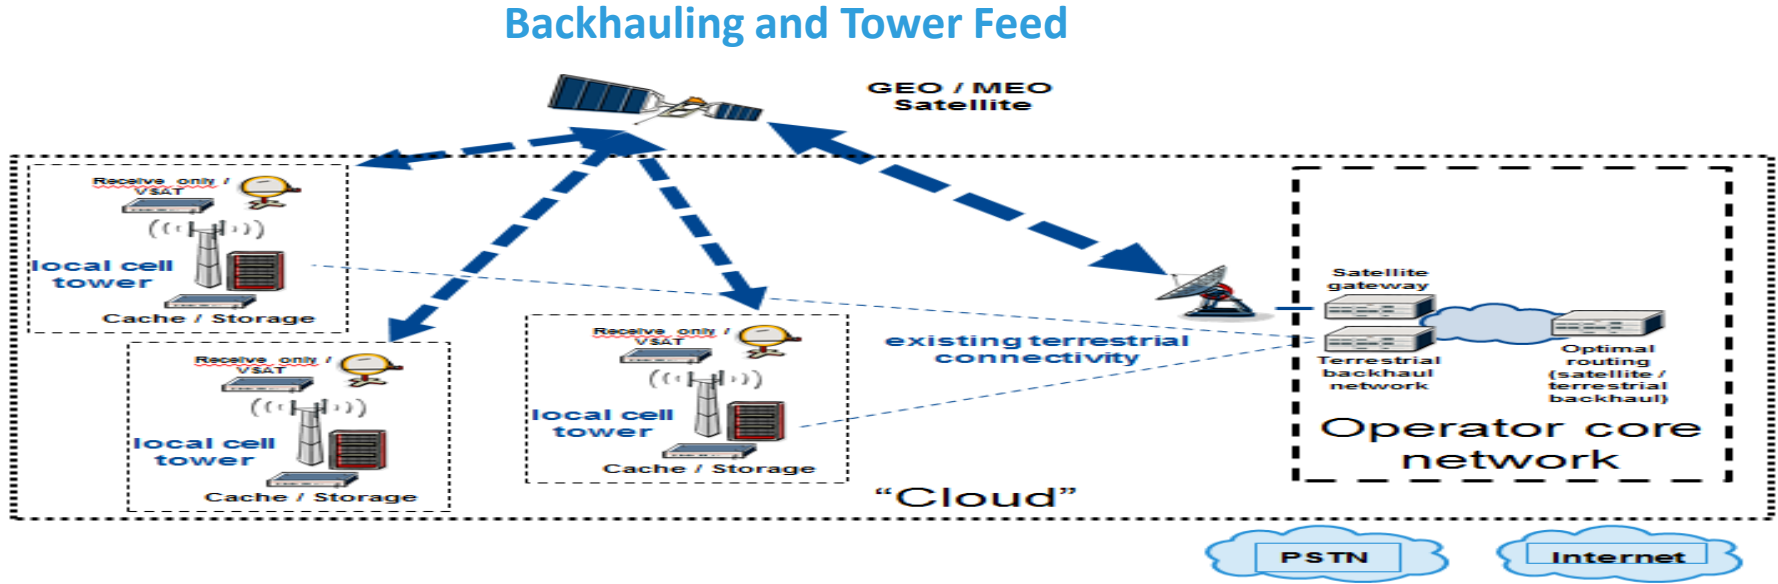 Backhauling and Tower Feed
GEO / MEO
Satellite
Receive only /
VSAT
local cell
tower
Cache / Storage
Receive only /
VSAT
local cell
tower
Cache / Storage
Receive only /
VSAT
local cell
tower
Cache / Storage
existing terrestrial
connectivity
Satellite
gateway
Terrestrial
backhaul
network
Optimal
routing
(satellite /
terrestrial
backhaul)
Operator core
network
“Cloud”
PSTN
Internet